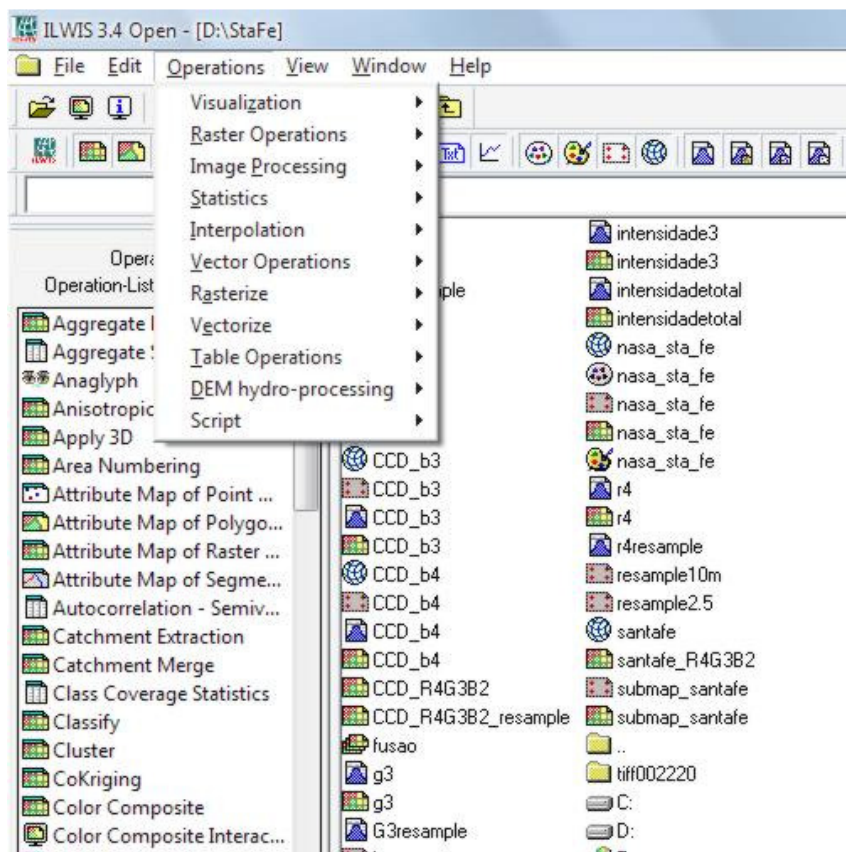 ILWIS 3.4 Open - [D:\StaFe]
File Edit Operations View Window Help
Visualization
Raster Operations
Image Processing
Statistics
Interpolation
Vector Operations
Rasterize
Vectorize
Table Operations
DEM hydro-processing
Script
ILWIS
Txt
Operation-List
Aggregate
Aggregate
Anaglyph
Anisotropic
Apply 3D
Area Numbering
Attribute Map of Point ...
Attribute Map of Polygo...
Attribute Map of Raster ...
Attribute Map of Segme...
Autocorrelation - Semiv...
Catchment Extraction
Catchment Merge
Class Coverage Statistics
Classify
Cluster
CoKriging
Color Composite
Color Composite Interac...
CCD_b3
CCD_b3
CCD_b3
CCD_b3
CCD_b4
CCD_b4
CCD_b4
CCD_b4
CCD_R4G3B2
CCD_R4G3B2_resample
fusao
g3
g3
G3resample
intensidade3
intensidade3
intensidadetotal
intensidadetotal
nasa_sta_fe
nasa_sta_fe
nasa_sta_fe
nasa_sta_fe
nasa_sta_fe
r4
r4
r4resample
resample10m
resample2.5
santafe
santafe_R4G3B2
submap_santafe
submap_santafe
..
tiff002220
C:
D: